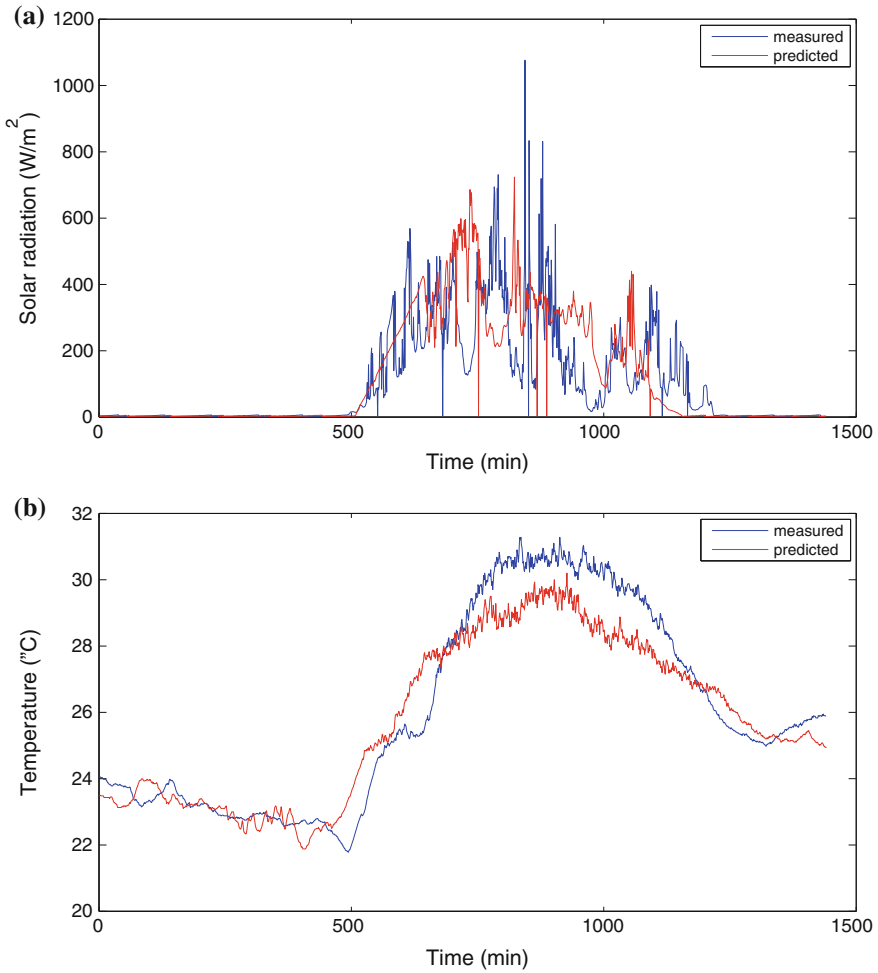 (a)
1200
1000
800
600
400
200
0
Solar radiation (W/m²)
measured
predicted
0
500
1000
1500
Time (min)
(b)
32
30
28
26
24
22
20
Temperature (”C)
measured
predicted
0
500
1000
1500
Time (min)